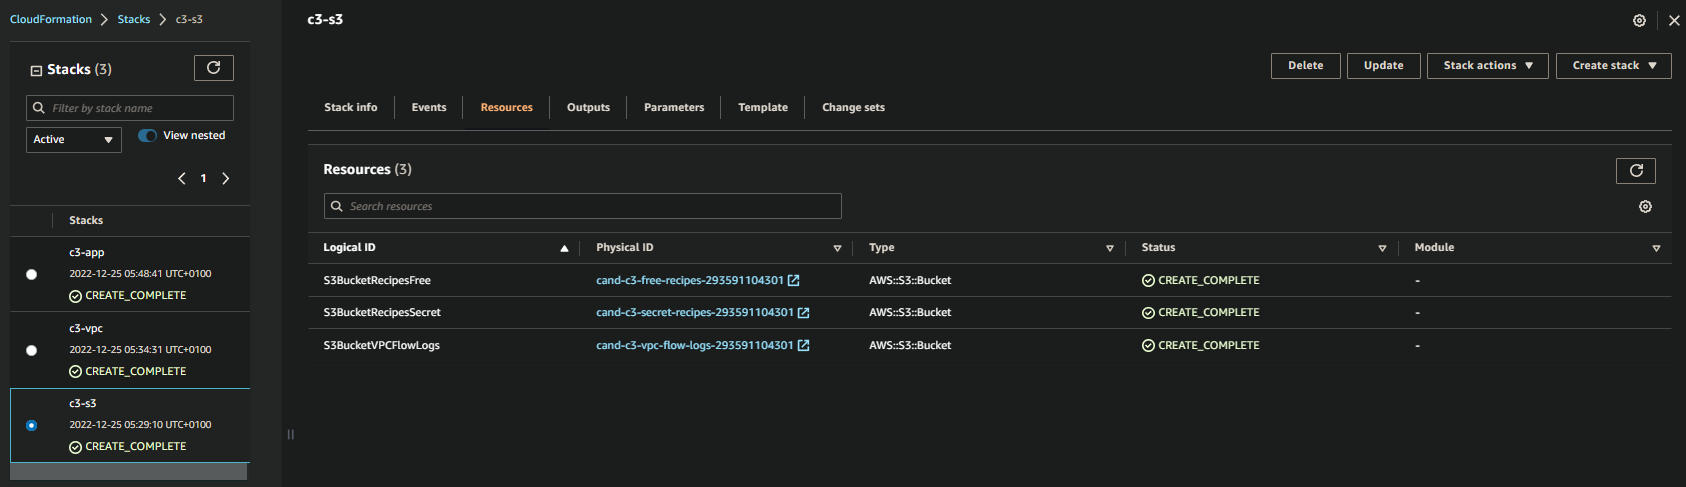 CloudFormation > Stacks > c3-s3
Stacks (3)
Filter by stack name
Active
View nested
1
Stacks
c3-app
2022-12-25 05:48:41 UTC+0100
CREATE_COMPLETE
c3-vpc
2022-12-25 05:34:31 UTC+0100
CREATE_COMPLETE
c3-s3
2022-12-25 05:29:10 UTC+0100
CREATE_COMPLETE
c3-s3
Delete Update Stack actions Create stack
Stack info Events Resources Outputs Parameters Template Change sets
Resources (3)
Search resources
Logical ID Physical ID Type Status Module
S3BucketRecipesFree cand-c3-free-recipes-293591104301 AWS::S3::Bucket CREATE_COMPLETE -
S3BucketRecipesSecret cand-c3-secret-recipes-293591104301 AWS::S3::Bucket CREATE_COMPLETE -
S3BucketVPCFlowLogs cand-c3-vpc-flow-logs-293591104301 AWS::S3::Bucket CREATE_COMPLETE -